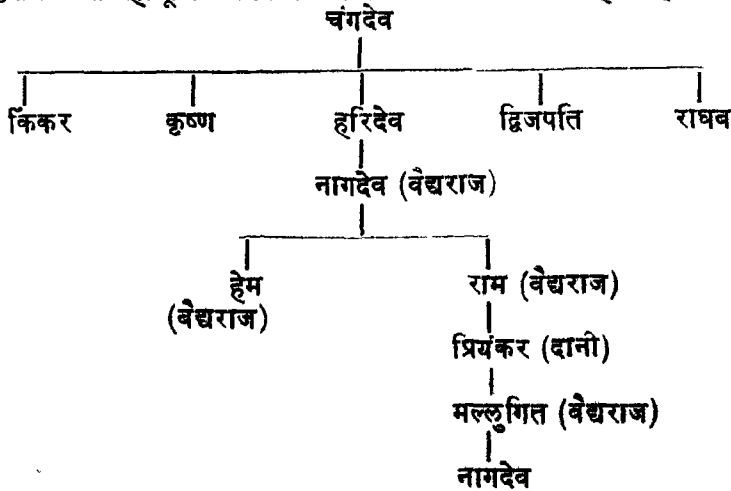 चंगदेव
किंकर कृष्ण हरिदेव द्विजपति राघव
नागदेव (वैद्यराज)
हेम राम (वैद्यराज)
(वैद्यराज)
प्रियंकर (दानी)
मल्लुगित (वैद्यराज)
नागदेव